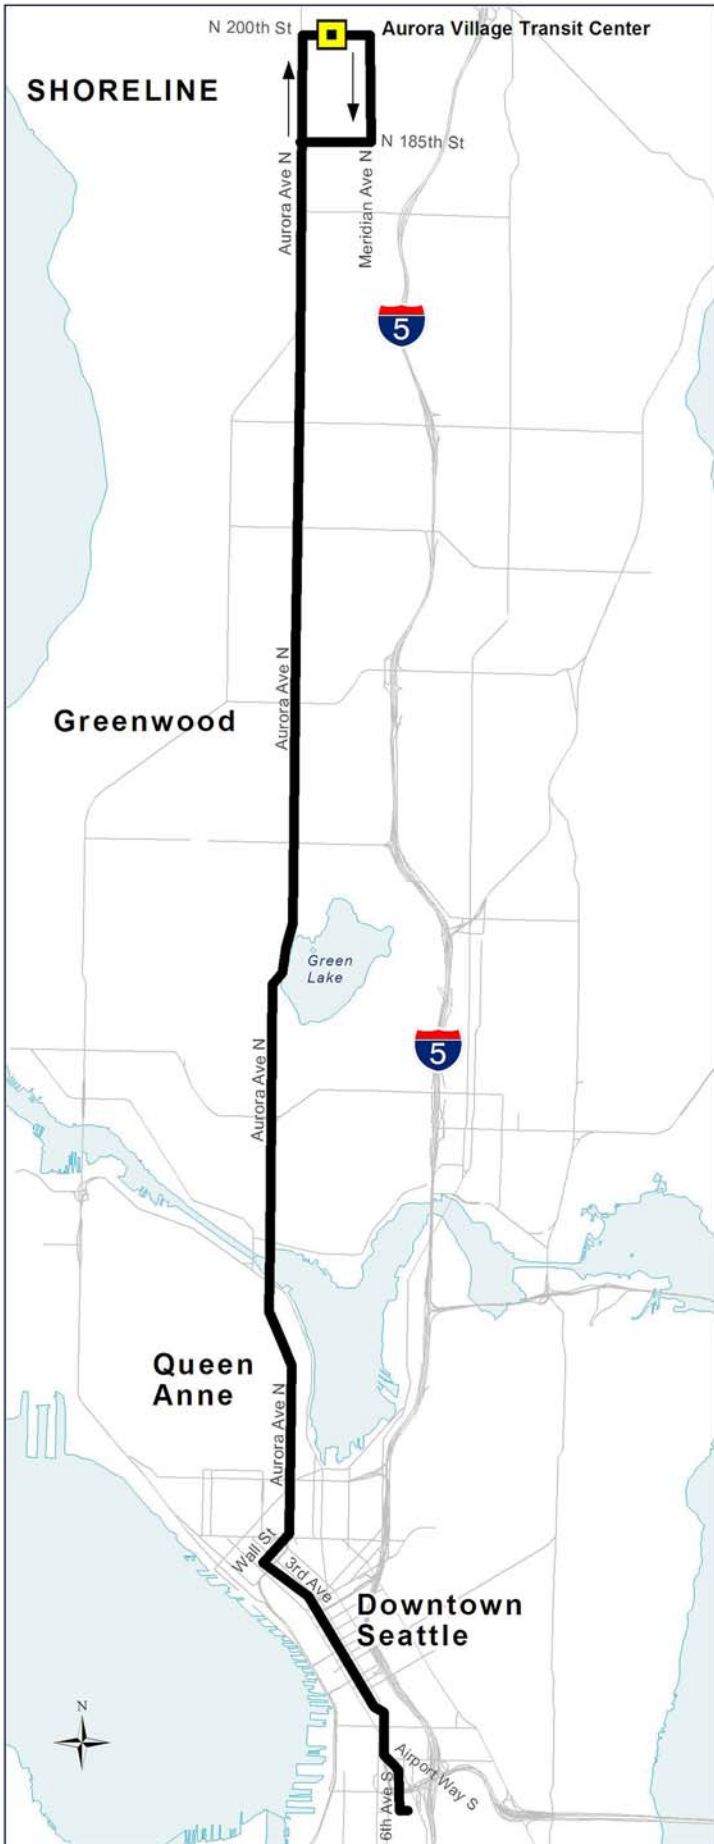 N 200th St
Aurora Village Transit Center
SHORELINE
N 185th St
Aurora Ave N
Meridian Ave N
5
Aurora Ave N
Greenwood
Green
Lake
5
Aurora Ave N
Queen
Anne
Aurora Ave N
Wall St
3rd Ave
Downtown
Seattle
N
Airport Way S
6th Ave S